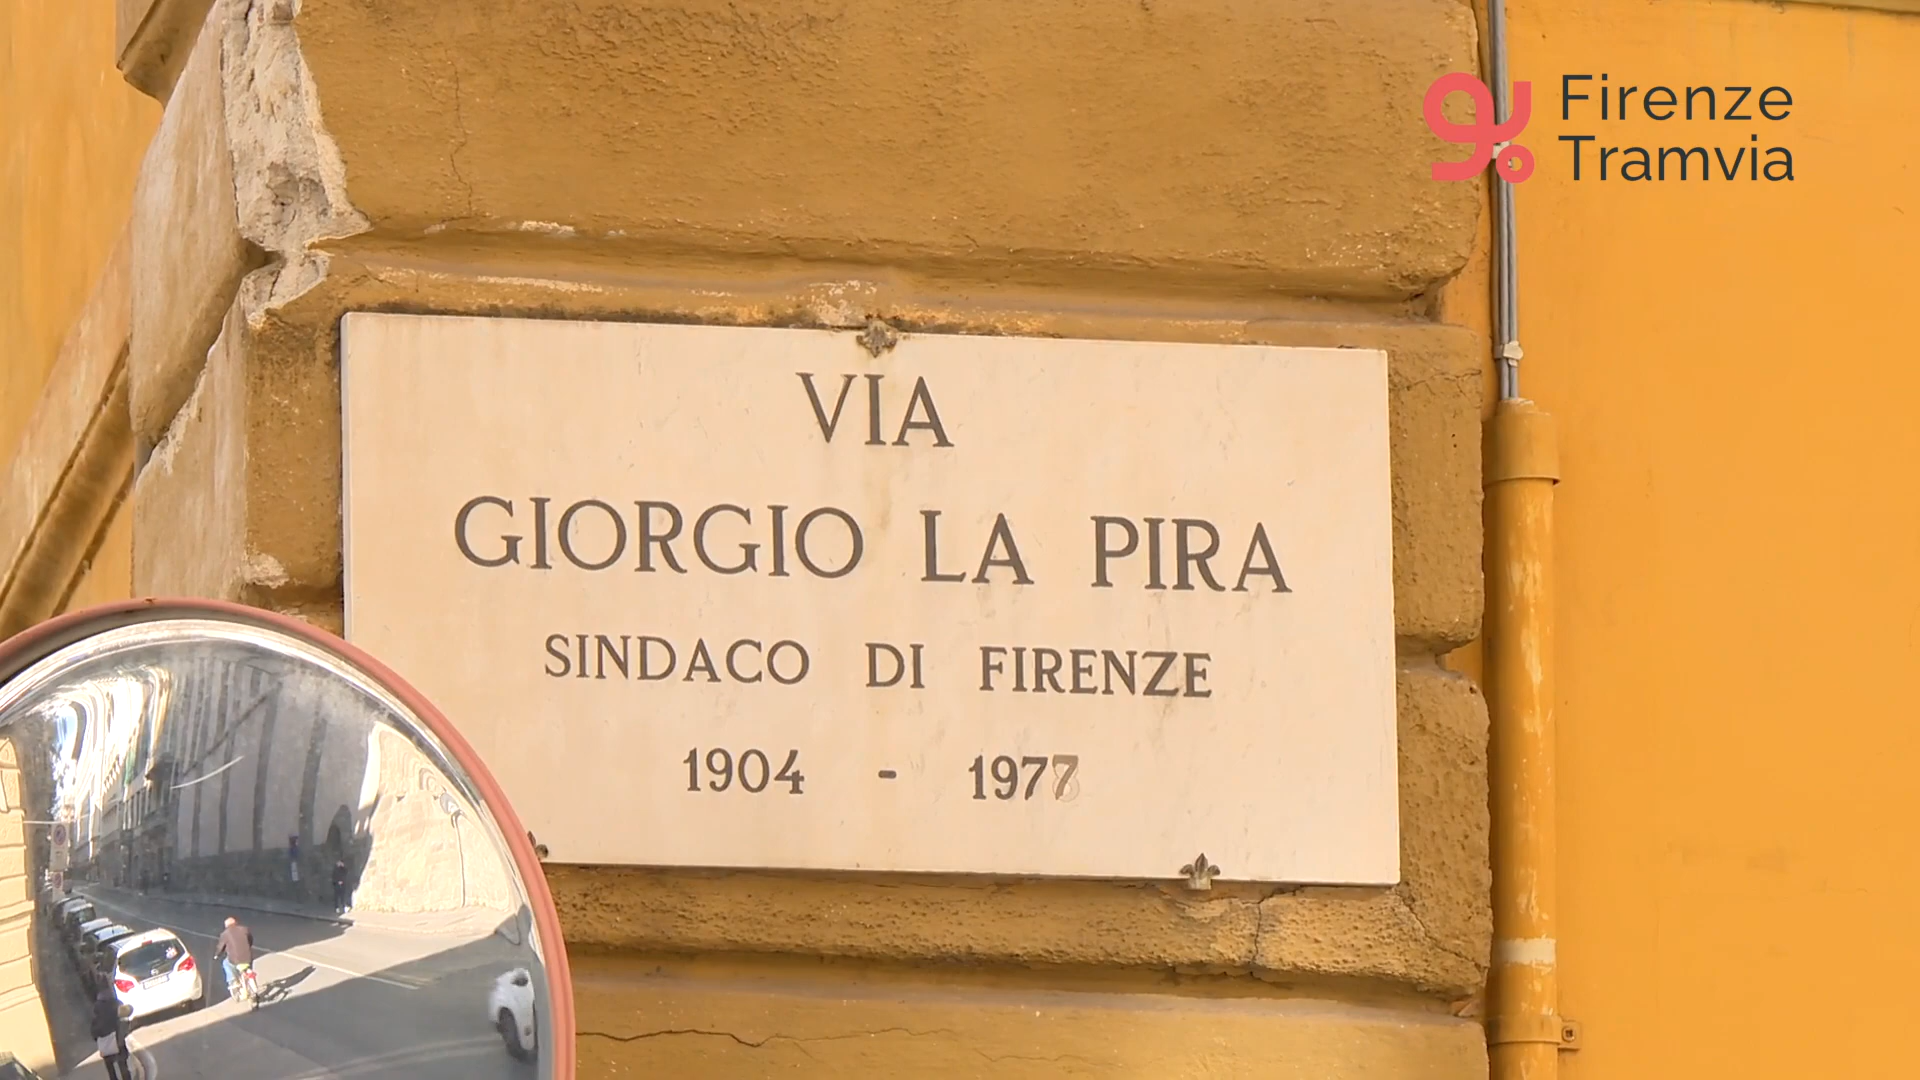 Firenze
Tramvia
VIA
GIORGIO LA PIRA
SINDACO DI FIRENZE
1904 - 1977